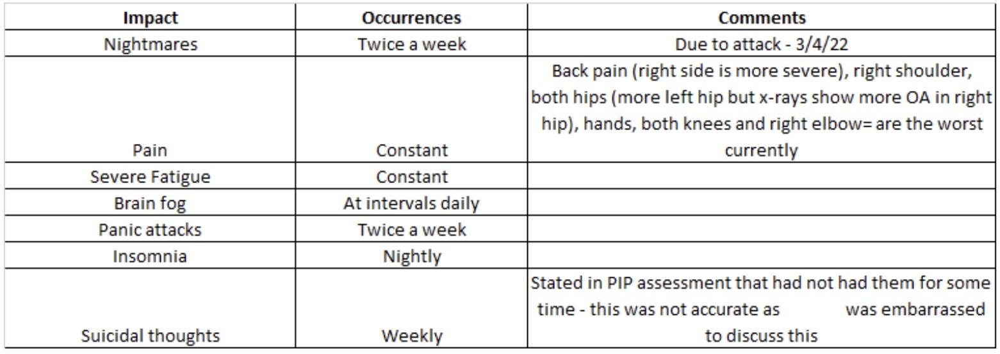 Impact Occurrences Comments
Nightmares Twice a week Due to attack - 3/4/22
Back pain (right side is more severe), right shoulder,
both hips (more left hip but x-rays show more OA in right
hip), hands, both knees and right elbow= are the worst
Pain Constant currently
Severe Fatigue Constant
Brain fog At intervals daily
Panic attacks Twice a week
Insomnia Nightly
Stated in PIP assessment that had not had them for some
time - this was not accurate as was embarrassed
Suicidal thoughts Weekly to discuss this